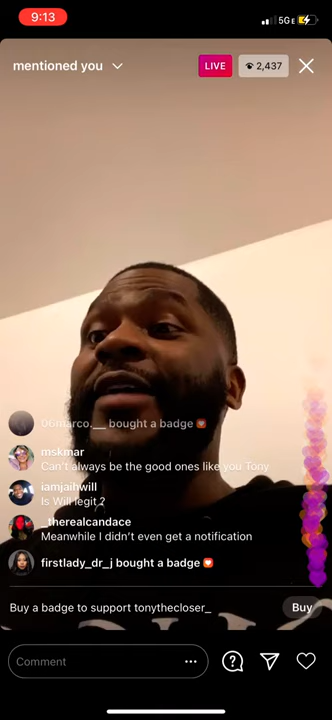 9:13
5GE
mentioned you
LIVE
2,437
06marco.__ bought a badge
mskmar
Can't always be the good ones like you Tony
iamjaihwill
Is Will legit ?
_therealcandace
Meanwhile I didn't even get a notification
firstlady_dr_j bought a badge
Buy a badge to support tonythecloser_
Buy
Comment